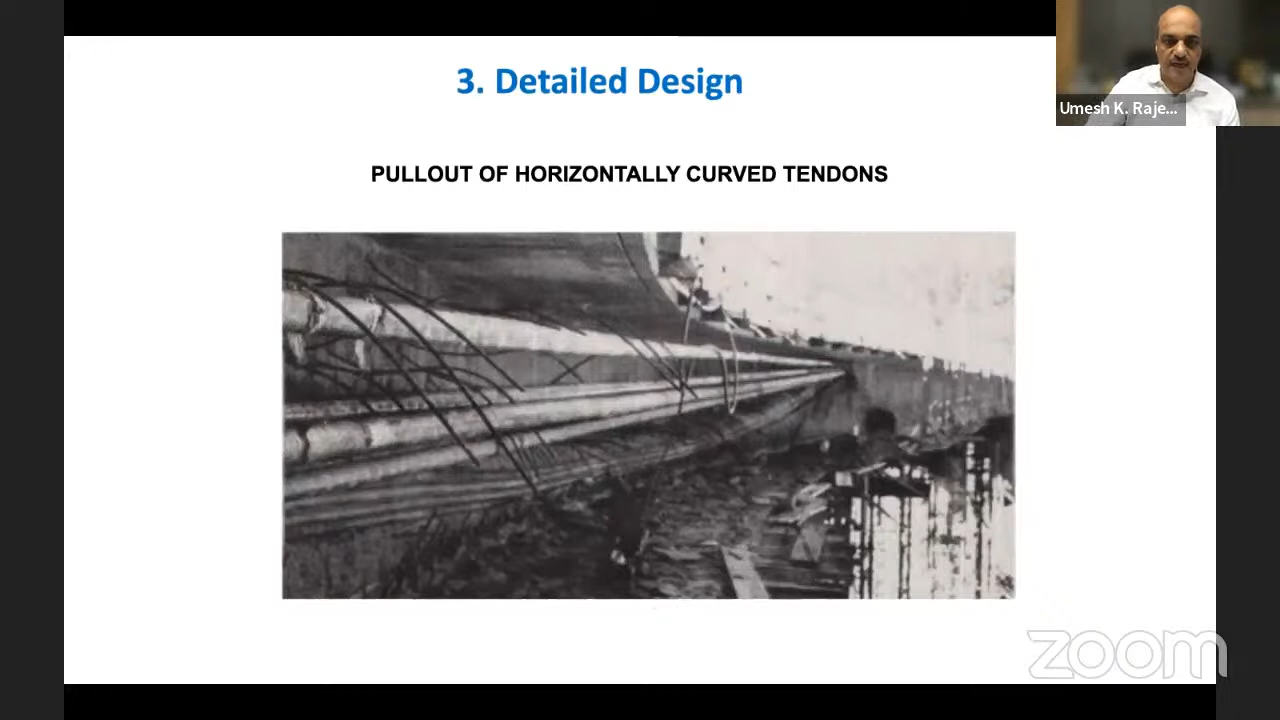 3. Detailed Design
Umesh K. Raje...
PULLOUT OF HORIZONTALLY CURVED TENDONS
zoom